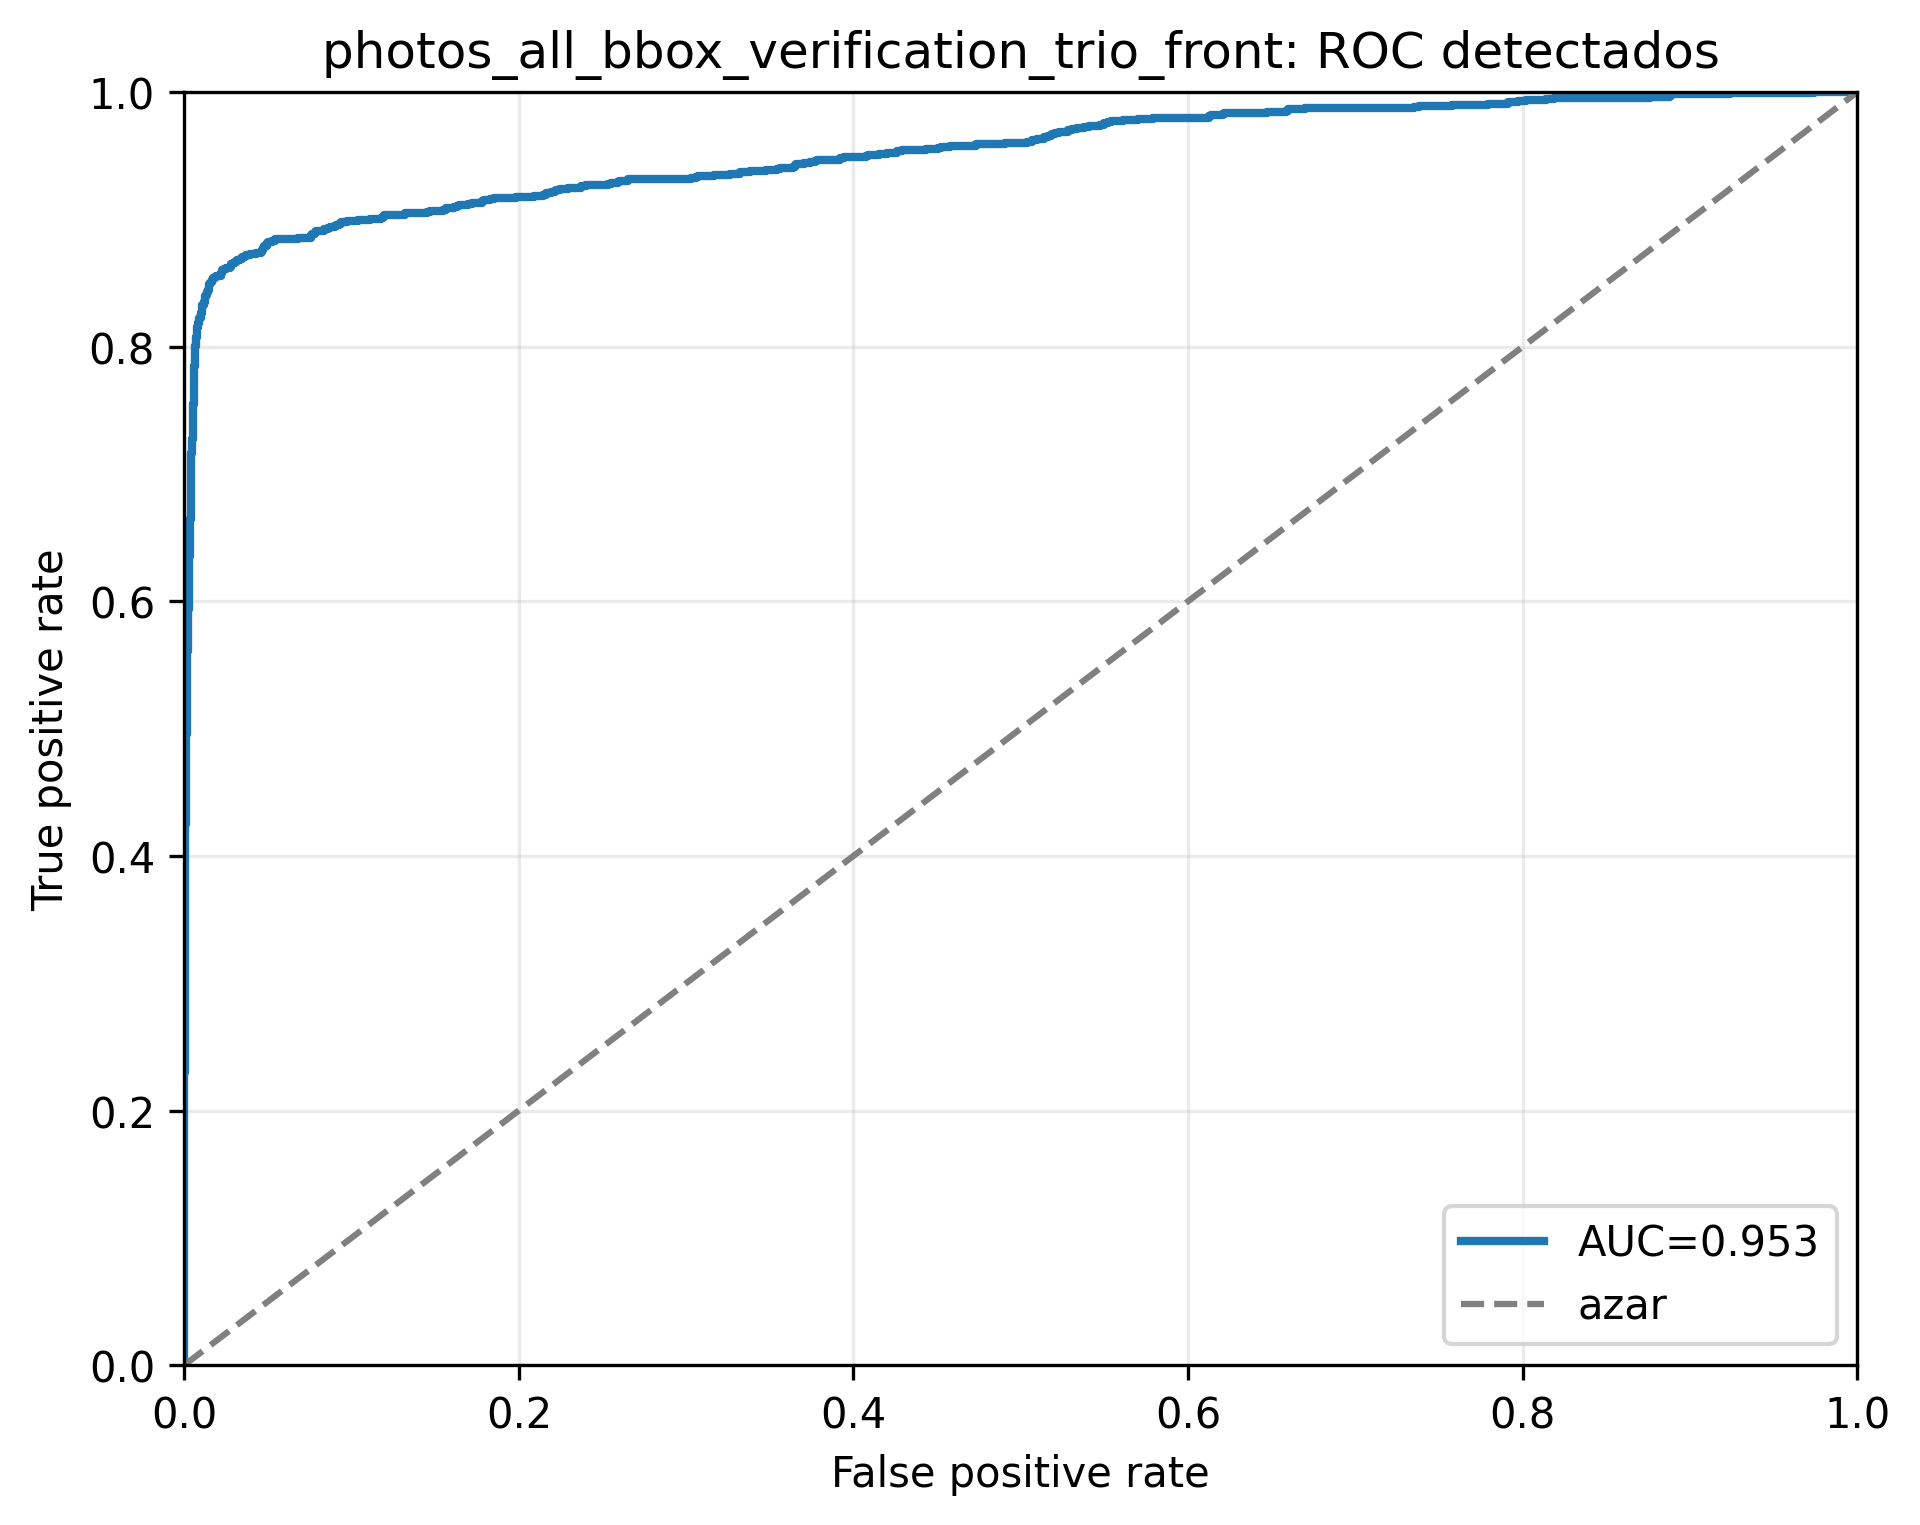 photos_all_bbox_verification_trio_front: ROC detectados
True positive rate
1.0
0.8
0.6
0.4
0.2
0.0
0.0 0.2 0.4 0.6 0.8 1.0
False positive rate
AUC=0.953
azar